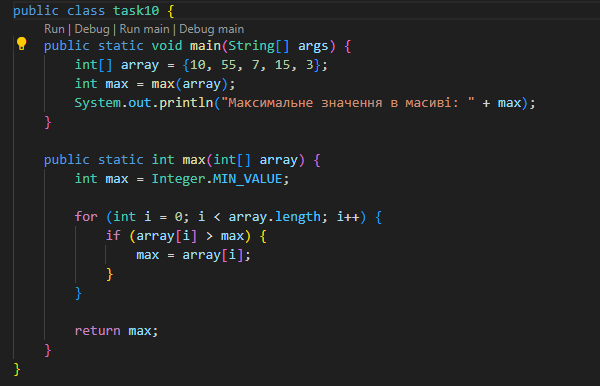 public class task10 {
Run | Debug | Run main | Debug main
public static void main(String[] args) {
int[] array = {10, 55, 7, 15, 3};
int max = max(array);
System.out.println("Максимальне значення в масиві: " + max);
}
public static int max(int[] array) {
int max = Integer.MIN_VALUE;
for (int i = 0; i < array.length; i++) {
if (array[i] > max) {
max = array[i];
}
}
return max;
}
}